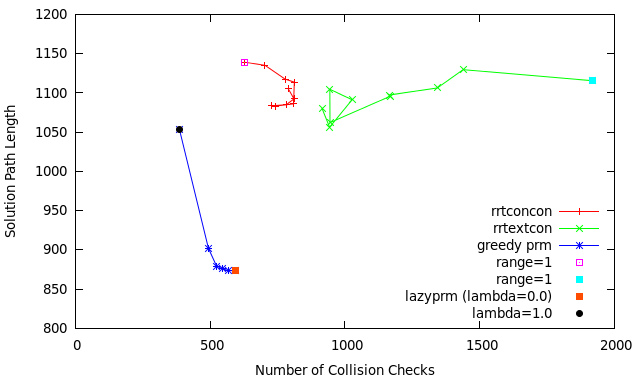 1200
1150
1100
1050
1000
950
900
850
800
Solution Path Length
rrtconcon
rrtextcon
greedy prm
range=1
range=1
lazyprm (lambda=0.0)
lambda=1.0
0 500 1000 1500 2000
Number of Collision Checks